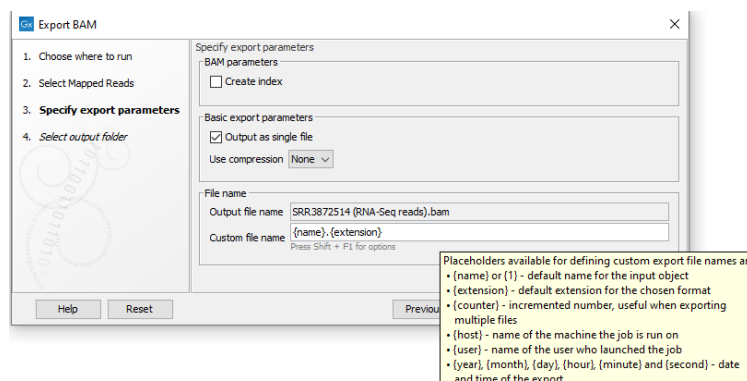 Gx Export BAM
1. Choose where to run
2. Select Mapped Reads
3. Specify export parameters
4. Select output folder
Specify export parameters
BAM parameters
Create index
Basic export parameters
Output as single file
Use compression None
File name
Output file name SRR3872514 (RNA-Seq reads).bam
Custom file name {name}.{extension}
Press Shift + F1 for options
Help Reset
Placeholders available for defining custom export file names
• {name} or {1} - default name for the input object
• {extension} - default extension for the chosen format
• {counter} - incremented number, useful when exporting
multiple files
• {host} - name of the machine the job is run on
• {user} - name of the user who launched the job
• {year}, {month}, {day}, {hour}, {minute} and {second} - date
and time of the export